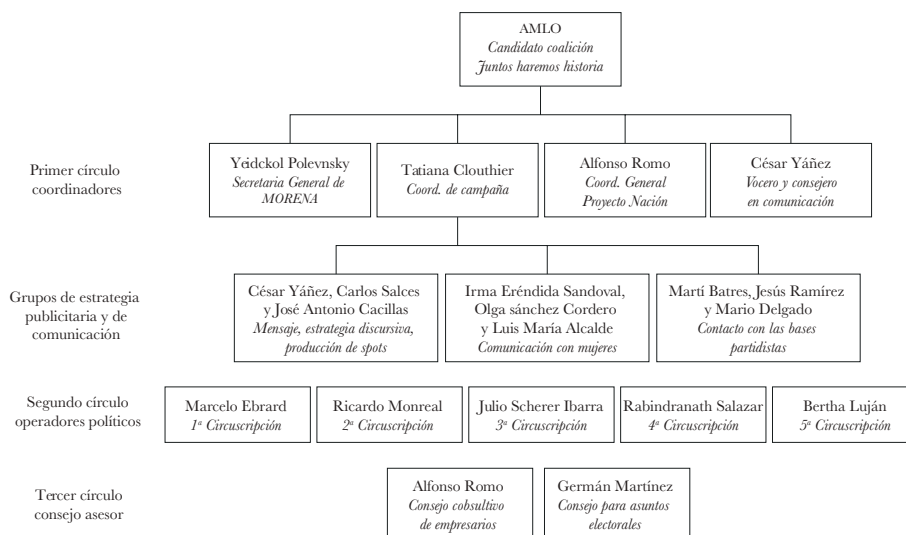 AMLO
Candidato coalición
Juntos haremos historia
Primer círculo
coordinadores
Yeidckol Polevnsky
Secretaria General de
MORENA
Tatiana Clouthier
Coord. de campaña
Alfonso Romo
Coord. General
Proyecto Nación
César Yáñez
Vocero y consejero
en comunicación
Grupos de estrategia
publicitaria y de
comunicación
César Yáñez, Carlos Salces
y José Antonio Cacillas
Mensaje, estrategia discursiva,
producción de spots
Irma Eréndida Sandoval,
Olga sánchez Cordero
y Luis María Alcalde
Comunicación con mujeres
Martí Batres, Jesús Ramírez
y Mario Delgado
Contacto con las bases
partidistas
Segundo círculo
operadores políticos
Marcelo Ebrard
1ª Circuscripción
Ricardo Monreal
2ª Circuscripción
Julio Scherer Ibarra
3ª Circuscripción
Rabindranath Salazar
4ª Circuscripción
Bertha Luján
5ª Circuscripción
Tercer círculo
consejo asesor
Alfonso Romo
Consejo cobsultivo
de empresarios
Germán Martínez
Consejo para asuntos
electorales